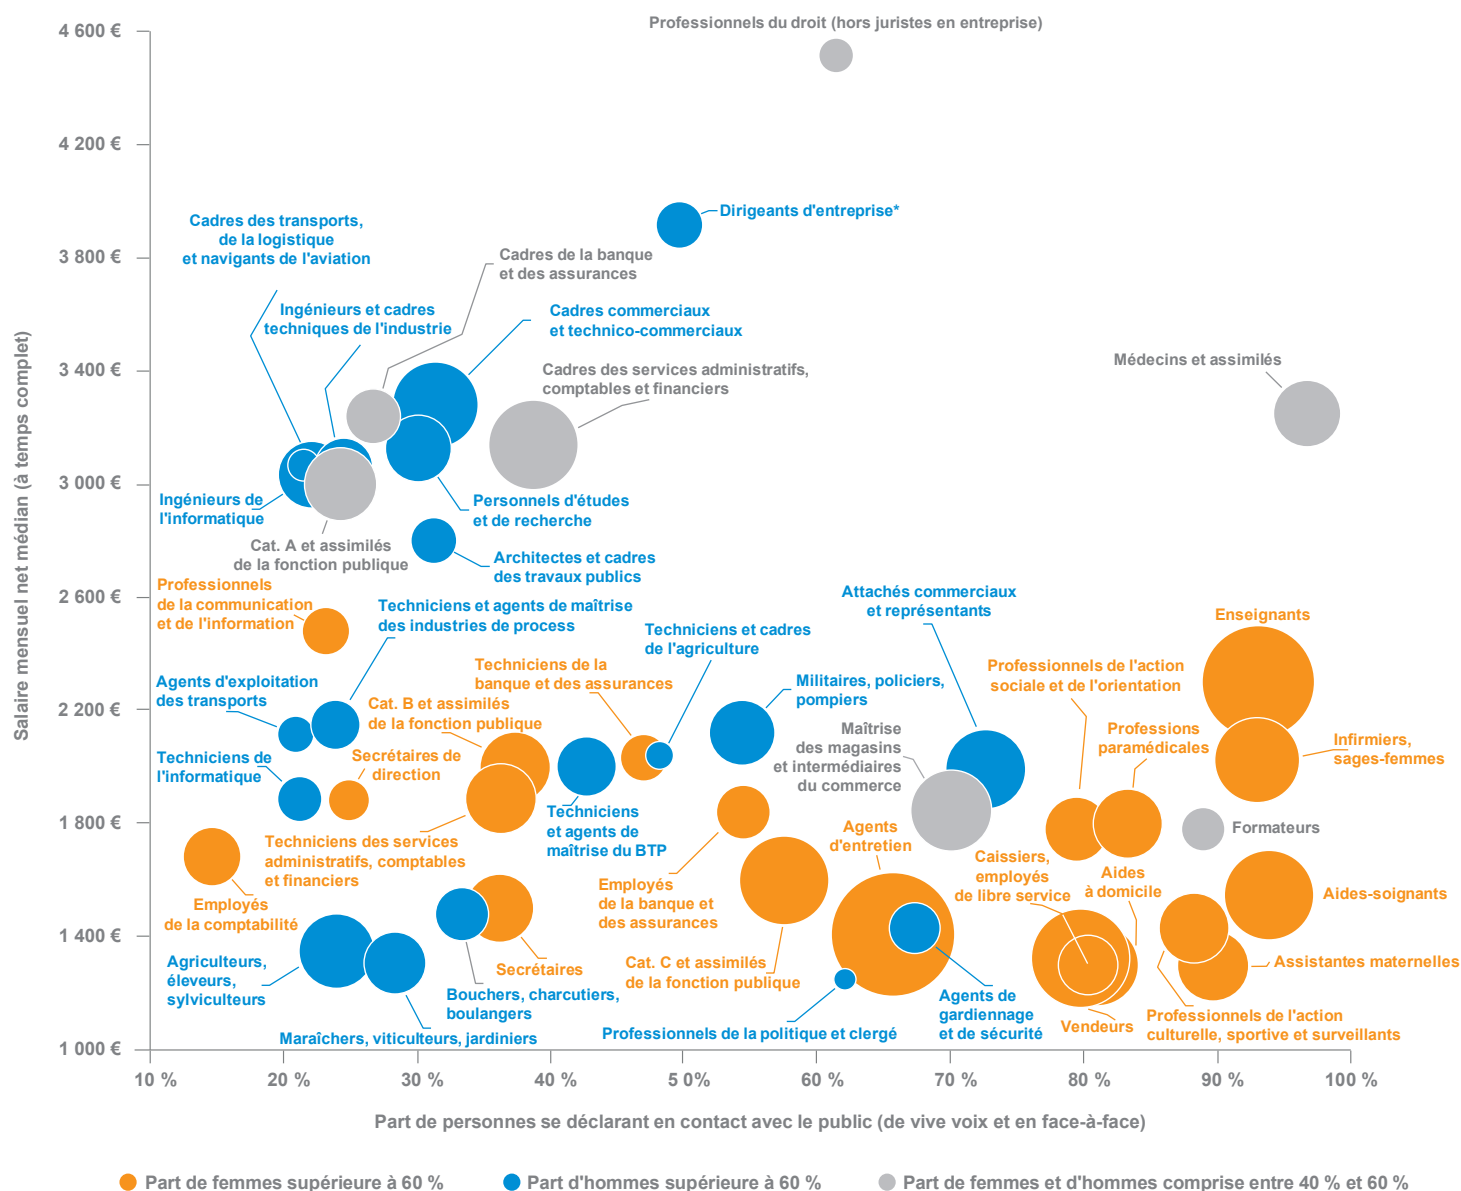 Professionnels du droit (hors juristes en entreprise)
4 600 €
4 200 €
3 800 €
3 400 €
3 000 €
2 600 €
2 200 €
1 800 €
1 400 €
1 000 €
Salaire mensuel net médian (à temps complet)
Dirigeants d'entreprise*
Cadres des transports,
de la logistique
et navigants de l'aviation
Cadres de la banque
et des assurances
Ingénieurs et cadres
techniques de l'industrie
Cadres commerciaux
et technico-commerciaux
Cadres des services administratifs,
comptables et financiers
Médecins et assimilés
Ingénieurs de
l'informatique
Personnels d'études
et de recherche
Cat. A et assimilés
de la fonction publique
Architectes et cadres
des travaux publics
Professionnels
de la communication
et de l'information
Techniciens et agents de maîtrise
des industries de process
Attachés commerciaux
et représentants
Enseignants
Techniciens et cadres
de l'agriculture
Techniciens de la
banque et des assurances
Professionnels de l'action
sociale et de l'orientation
Agents d'exploitation
des transports
Militaires, policiers,
pompiers
Cat. B et assimilés
de la fonction publique
Maîtrise
des magasins
et intermédiaires
du commerce
Professions
paramédicales
Infirmiers,
sages-femmes
Techniciens de
l'informatique
Secrétaires de
direction
Techniciens
et agents de
maîtrise du BTP
Agents
d'entretien
Formateurs
Techniciens des services
administratifs, comptables
et financiers
Caissiers,
employés
de libre service
Aides
à domicile
Employés
de la banque et
des assurances
Aides-soignants
Employés
de la comptabilité
Agriculteurs,
éleveurs,
sylviculteurs
Secrétaires
Cat. C et assimilés
de la fonction publique
Assistantes maternelles
Bouchers, charcutiers,
boulangers
Agents de
gardiennage
et de sécurité
Vendeurs
Professionnels de l'action
culturelle, sportive et surveillants
Maraîchers, viticulteurs, jardiniers
Professionnels de la politique et clergé
10 %
20 %
30 %
40 %
50%
60 %
70 %
80 %
90 %
100 %
Part de personnes se déclarant en contact avec le public (de vive voix et en face-à-face)
Part de femmes supérieure à 60 %
Part d'hommes supérieure à 60 %
Part de femmes et d'hommes comprise entre 40 % et 60 %